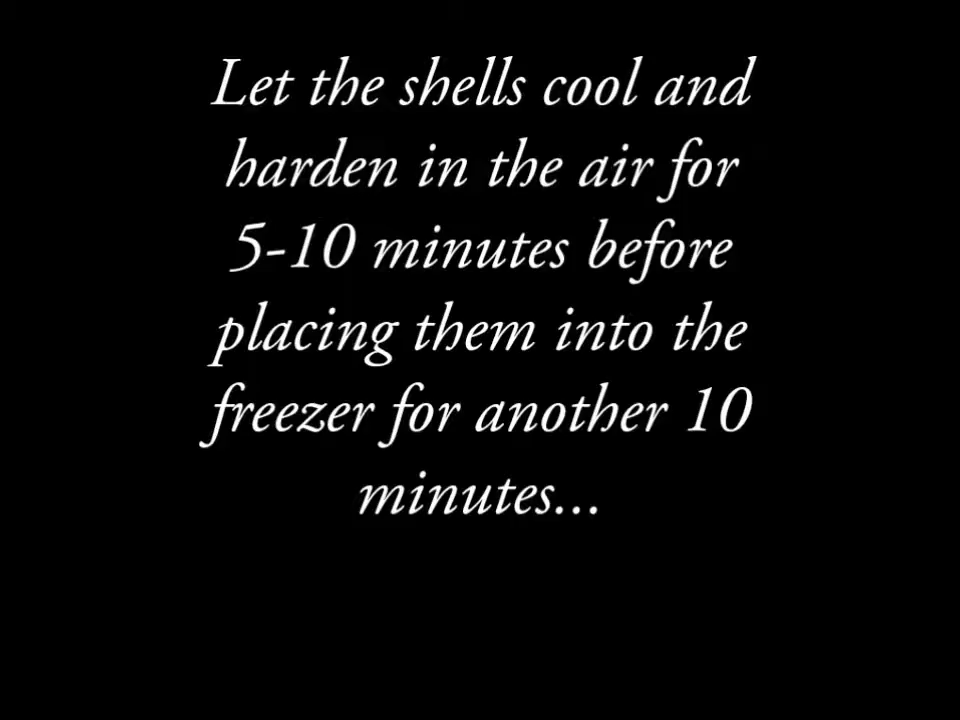 Let the shells cool and
harden in the air for
5-10 minutes before
placing them into the
freezer for another 10
minutes...